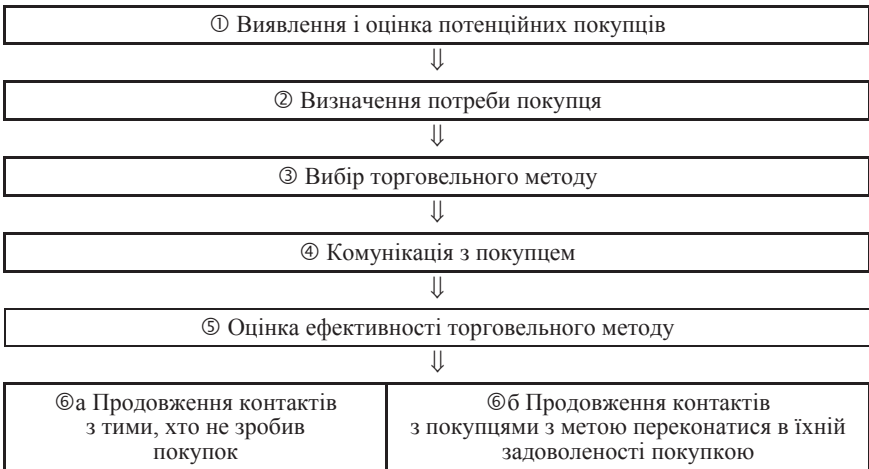 ① Виявлення і оцінка потенційних покупців
⇓
② Визначення потреби покупця
⇓
③ Вибір торговельного методу
⇓
④ Комунікація з покупцем
⇓
⑤ Оцінка ефективності торговельного методу
⇓
⑥а Продовження контактів
з тими, хто не зробив
покупок
⑥б Продовження контактів
з покупцями з метою переконатися в їхній
задоволеності покупкою